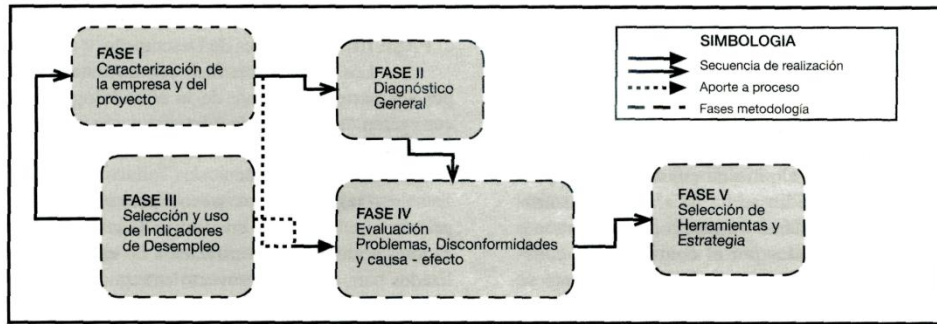 FASE I
Caracterización de
la empresa y del
proyecto
FASE II
Diagnóstico
General
SIMBOLOGIA
Secuencia de realización
Aporte a proceso
Fases metodología
FASE III
Selección y uso
de Indicadores
de Desempleo
FASE IV
Evaluación
Problemas, Disconformidades
y causa - efecto
FASE V
Selección de
Herramientas y
Estrategia